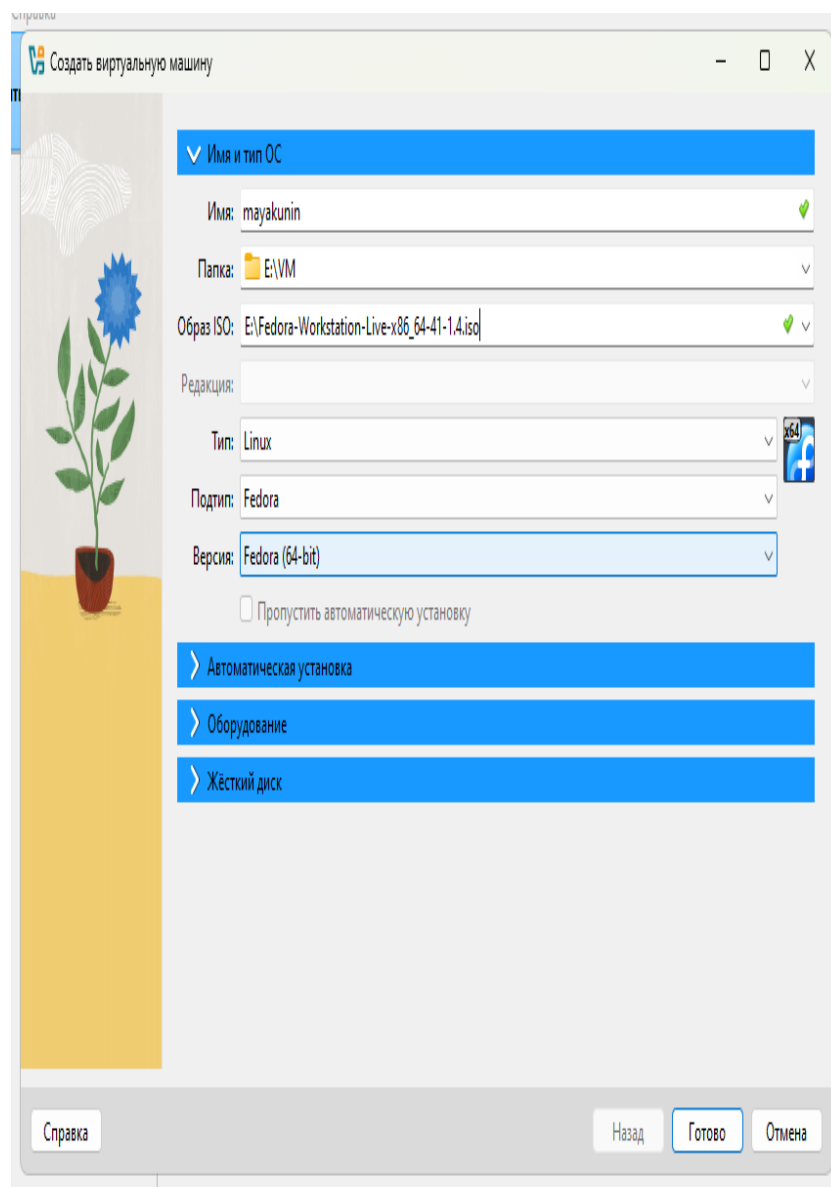 Справка
Создать виртуальную машину
ть
Имя и тип ОС
Имя: mayakunin
Папка: E:\VM
Образ ISO: E:\Fedora-Workstation-Live-x86_64-41-1.4.iso
Редакция:
Тип: Linux
x64
Подтип: Fedora
Версия: Fedora (64-bit)
Пропустить автоматическую установку
Автоматическая установка
Оборудование
Жёсткий диск
Справка Назад Готово Отмена